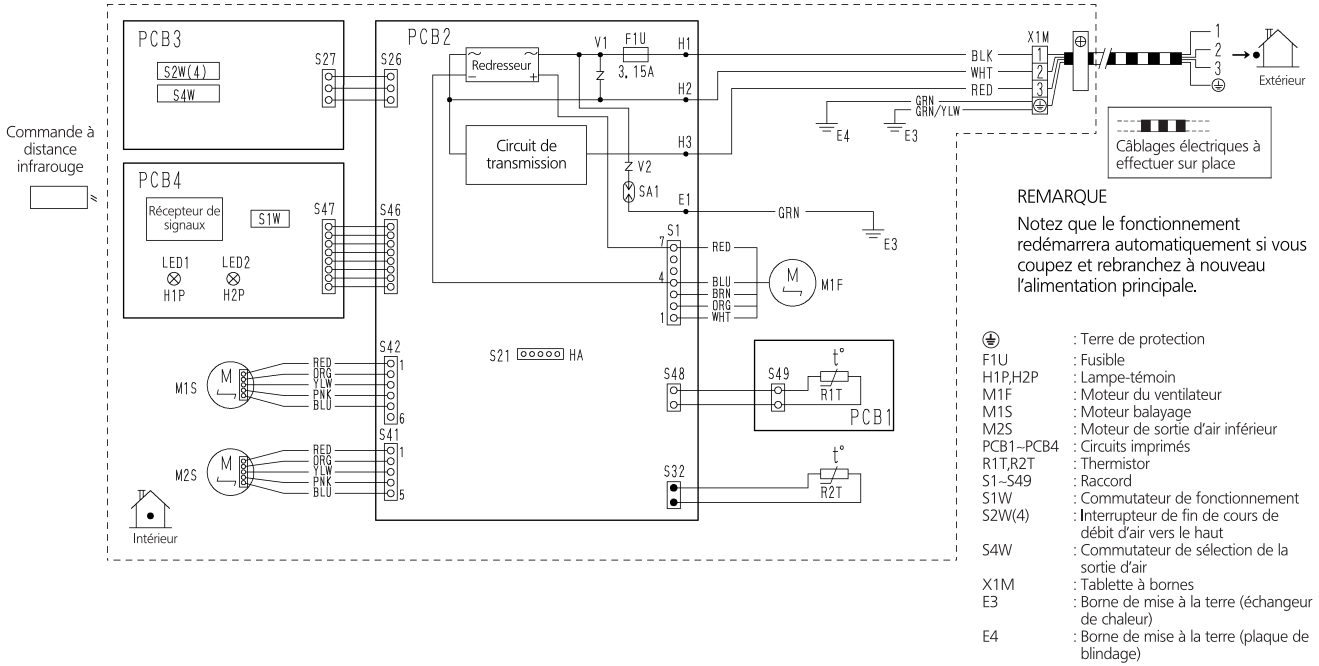 PCB3
S2W(4)
S4W
S27
S26
PCB2
Redresseur
V1
F1U
3.15A
H1
H2
H3
Circuit de
transmission
V2
SA1
E1
GRN
E3
BLK
WHT
RED
GRN
GRN/YLW
E4
E3
X1M
1
2
3
1
2
3
Extérieur
Câblages électriques à
effectuer sur place
Commande à
distance
infrarouge
PCB4
Récepteur de
signaux
S1W
LED1
H1P
LED2
H2P
S47
S46
S1
7
4
1
RED
BLU
BRN
ORG
WHT
M
M1F
S21
HA
M1S
M
RED
ORG
YLW
PNK
BLU
S42
1
6
M2S
M
RED
ORG
YLW
PNK
BLU
S41
1
5
S48
S49
t°
R1T
PCB1
S32
t°
R2T
Intérieur
REMARQUE
Notez que le fonctionnement
redémarrera automatiquement si vous
coupez et rebranchez à nouveau
l'alimentation principale.
: Terre de protection
F1U : Fusible
H1P,H2P : Lampe-témoin
M1F : Moteur du ventilateur
M1S : Moteur balayage
M2S : Moteur de sortie d'air inférieur
PCB1~PCB4 : Circuits imprimés
R1T,R2T : Thermistor
S1~S49 : Raccord
S1W : Commutateur de fonctionnement
S2W(4) : Interrupteur de fin de cours de
débit d'air vers le haut
S4W : Commutateur de sélection de la
sortie d'air
X1M : Tablette à bornes
E3 : Borne de mise à la terre (échangeur
de chaleur)
E4 : Borne de mise à la terre (plaque de
blindage)